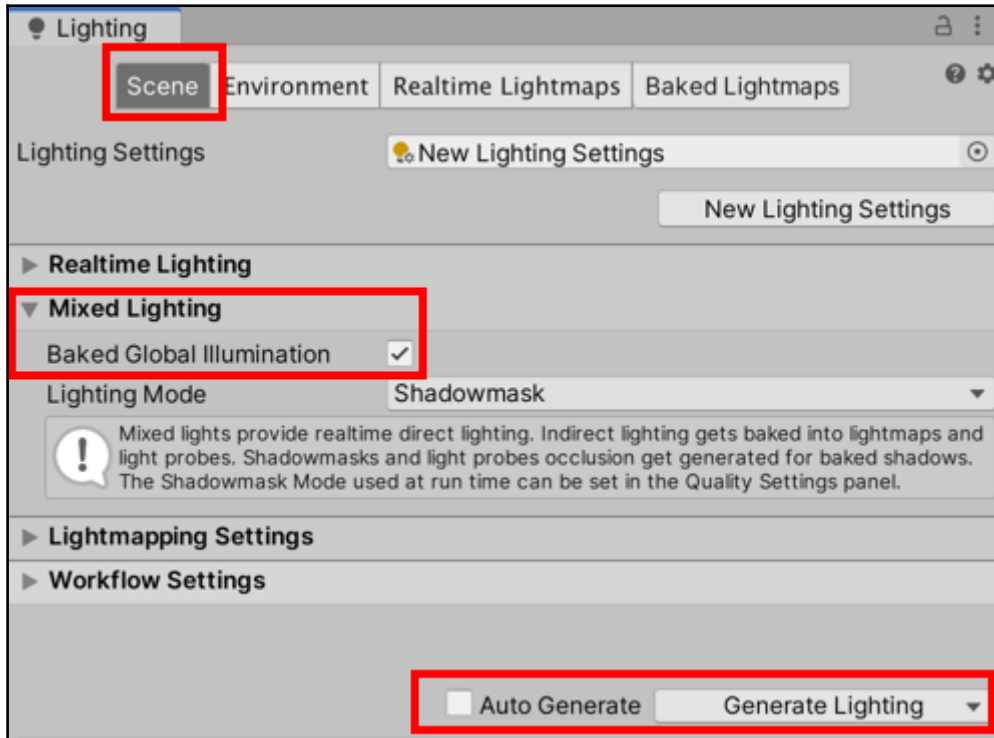 Lighting
Scene Environment Realtime Lightmaps Baked Lightmaps
Lighting Settings New Lighting Settings
New Lighting Settings
Realtime Lighting
Mixed Lighting
Baked Global Illumination
Lighting Mode Shadowmask
Mixed lights provide realtime direct lighting. Indirect lighting gets baked into lightmaps and
light probes. Shadowmasks and light probes occlusion get generated for baked shadows.
The Shadowmask Mode used at run time can be set in the Quality Settings panel.
Lightmapping Settings
Workflow Settings
Auto Generate Generate Lighting